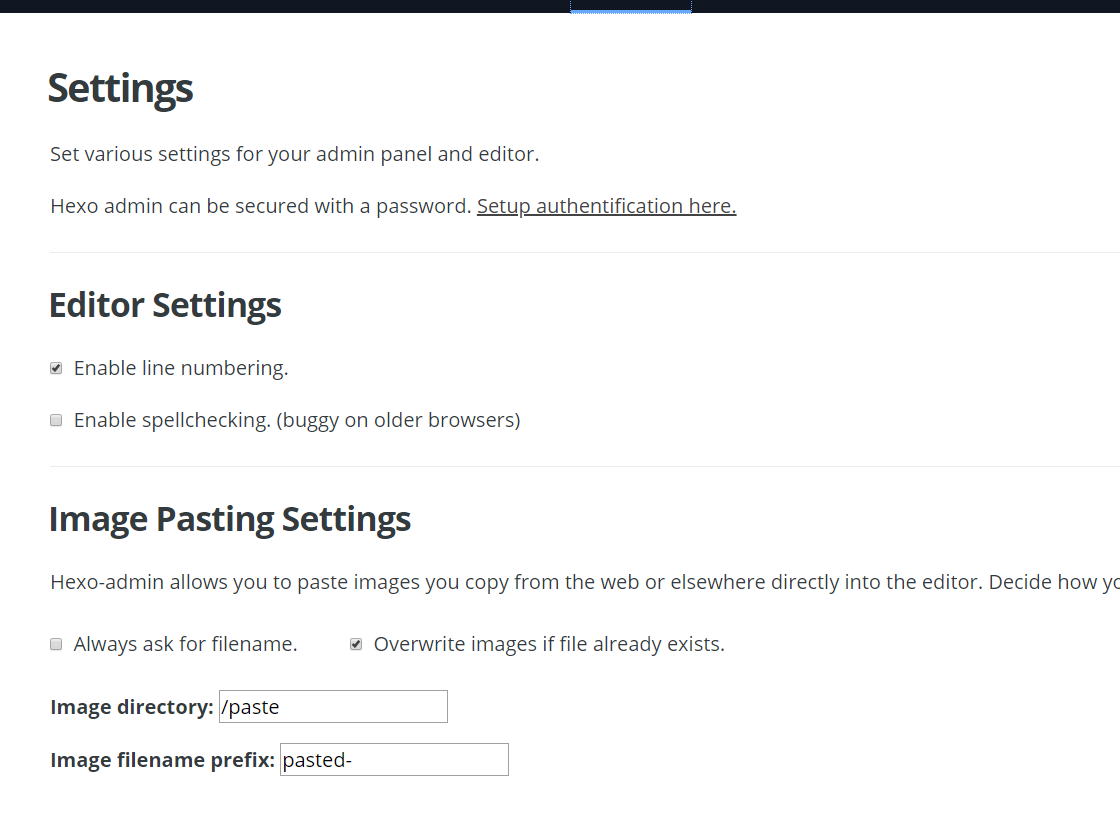 Settings
Set various settings for your admin panel and editor.
Hexo admin can be secured with a password. Setup authentification here.
Editor Settings
Enable line numbering.
Enable spellchecking. (buggy on older browsers)
Image Pasting Settings
Hexo-admin allows you to paste images you copy from the web or elsewhere directly into the editor. Decide how
Always ask for filename. Overwrite images if file already exists.
Image directory: /paste
Image filename prefix: pasted-